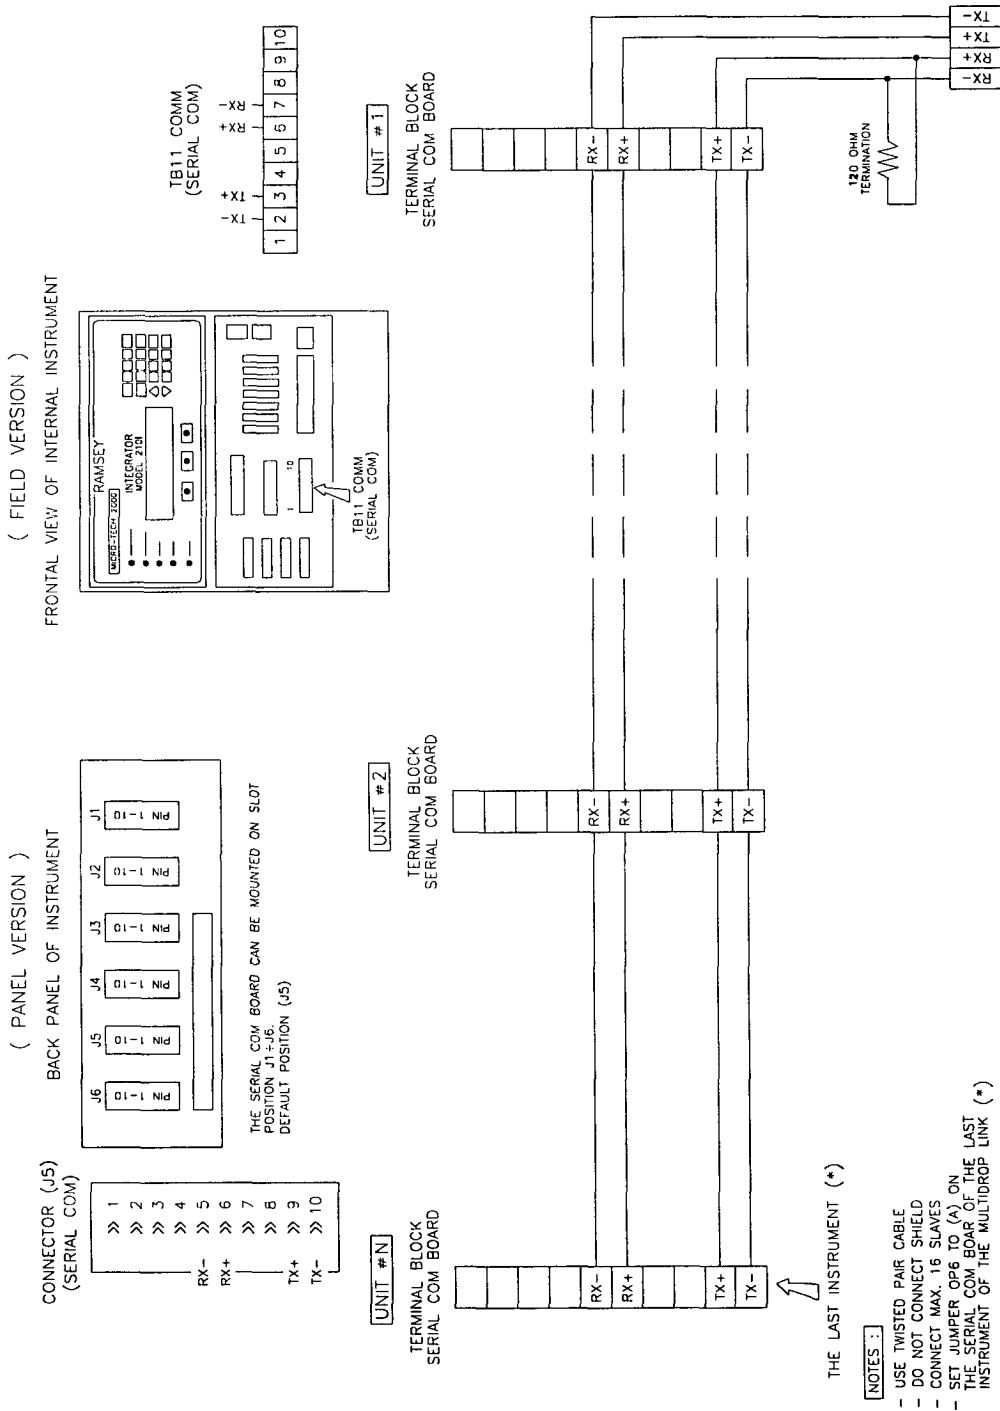 ( PANEL VERSION )
BACK PANEL OF INSTRUMENT
CONNECTOR (J5)
(SERIAL COM)
>> 1
>> 2
>> 3
>> 4
RX- >> 5
RX+ >> 6
>> 7
>> 8
TX+ >> 9
TX- >> 10
J6 J5 J4 J3 J2 J1
PIN 1-10
PIN 1-10
PIN 1-10
PIN 1-10
PIN 1-10
PIN 1-10
THE SERIAL COM BOARD CAN BE MOUNTED ON SLOT
POSITION J1÷J6.
DEFAULT POSITION (J5)
( FIELD VERSION )
FRONTAL VIEW OF INTERNAL INSTRUMENT
RAMSEY
MICRO-TECH 2000
INTEGRATOR
MODEL 2101
1 10
TB11 COMM
(SERIAL COM)
TB11 COMM
(SERIAL COM)
TX- TX+ RX+ RX-
1 2 3 4 5 6 7 8 9 10
UNIT #N
TERMINAL BLOCK
SERIAL COM BOARD
RX-
RX+
TX+
TX-
UNIT #2
TERMINAL BLOCK
SERIAL COM BOARD
RX-
RX+
TX+
TX-
UNIT #1
TERMINAL BLOCK
SERIAL COM BOARD
RX-
RX+
TX+
TX-
THE LAST INSTRUMENT (*)
120 OHM
TERMINATION
TX-
TX+
RX+
RX-
NOTES :
- USE TWISTED PAIR CABLE
- DO NOT CONNECT SHIELD
- CONNECT MAX. 16 SLAVES
- SET JUMPER OP6 TO (A) ON
THE SERIAL COM BOAR OF THE LAST
INSTRUMENT OF THE MULTIDROP LINK (*)